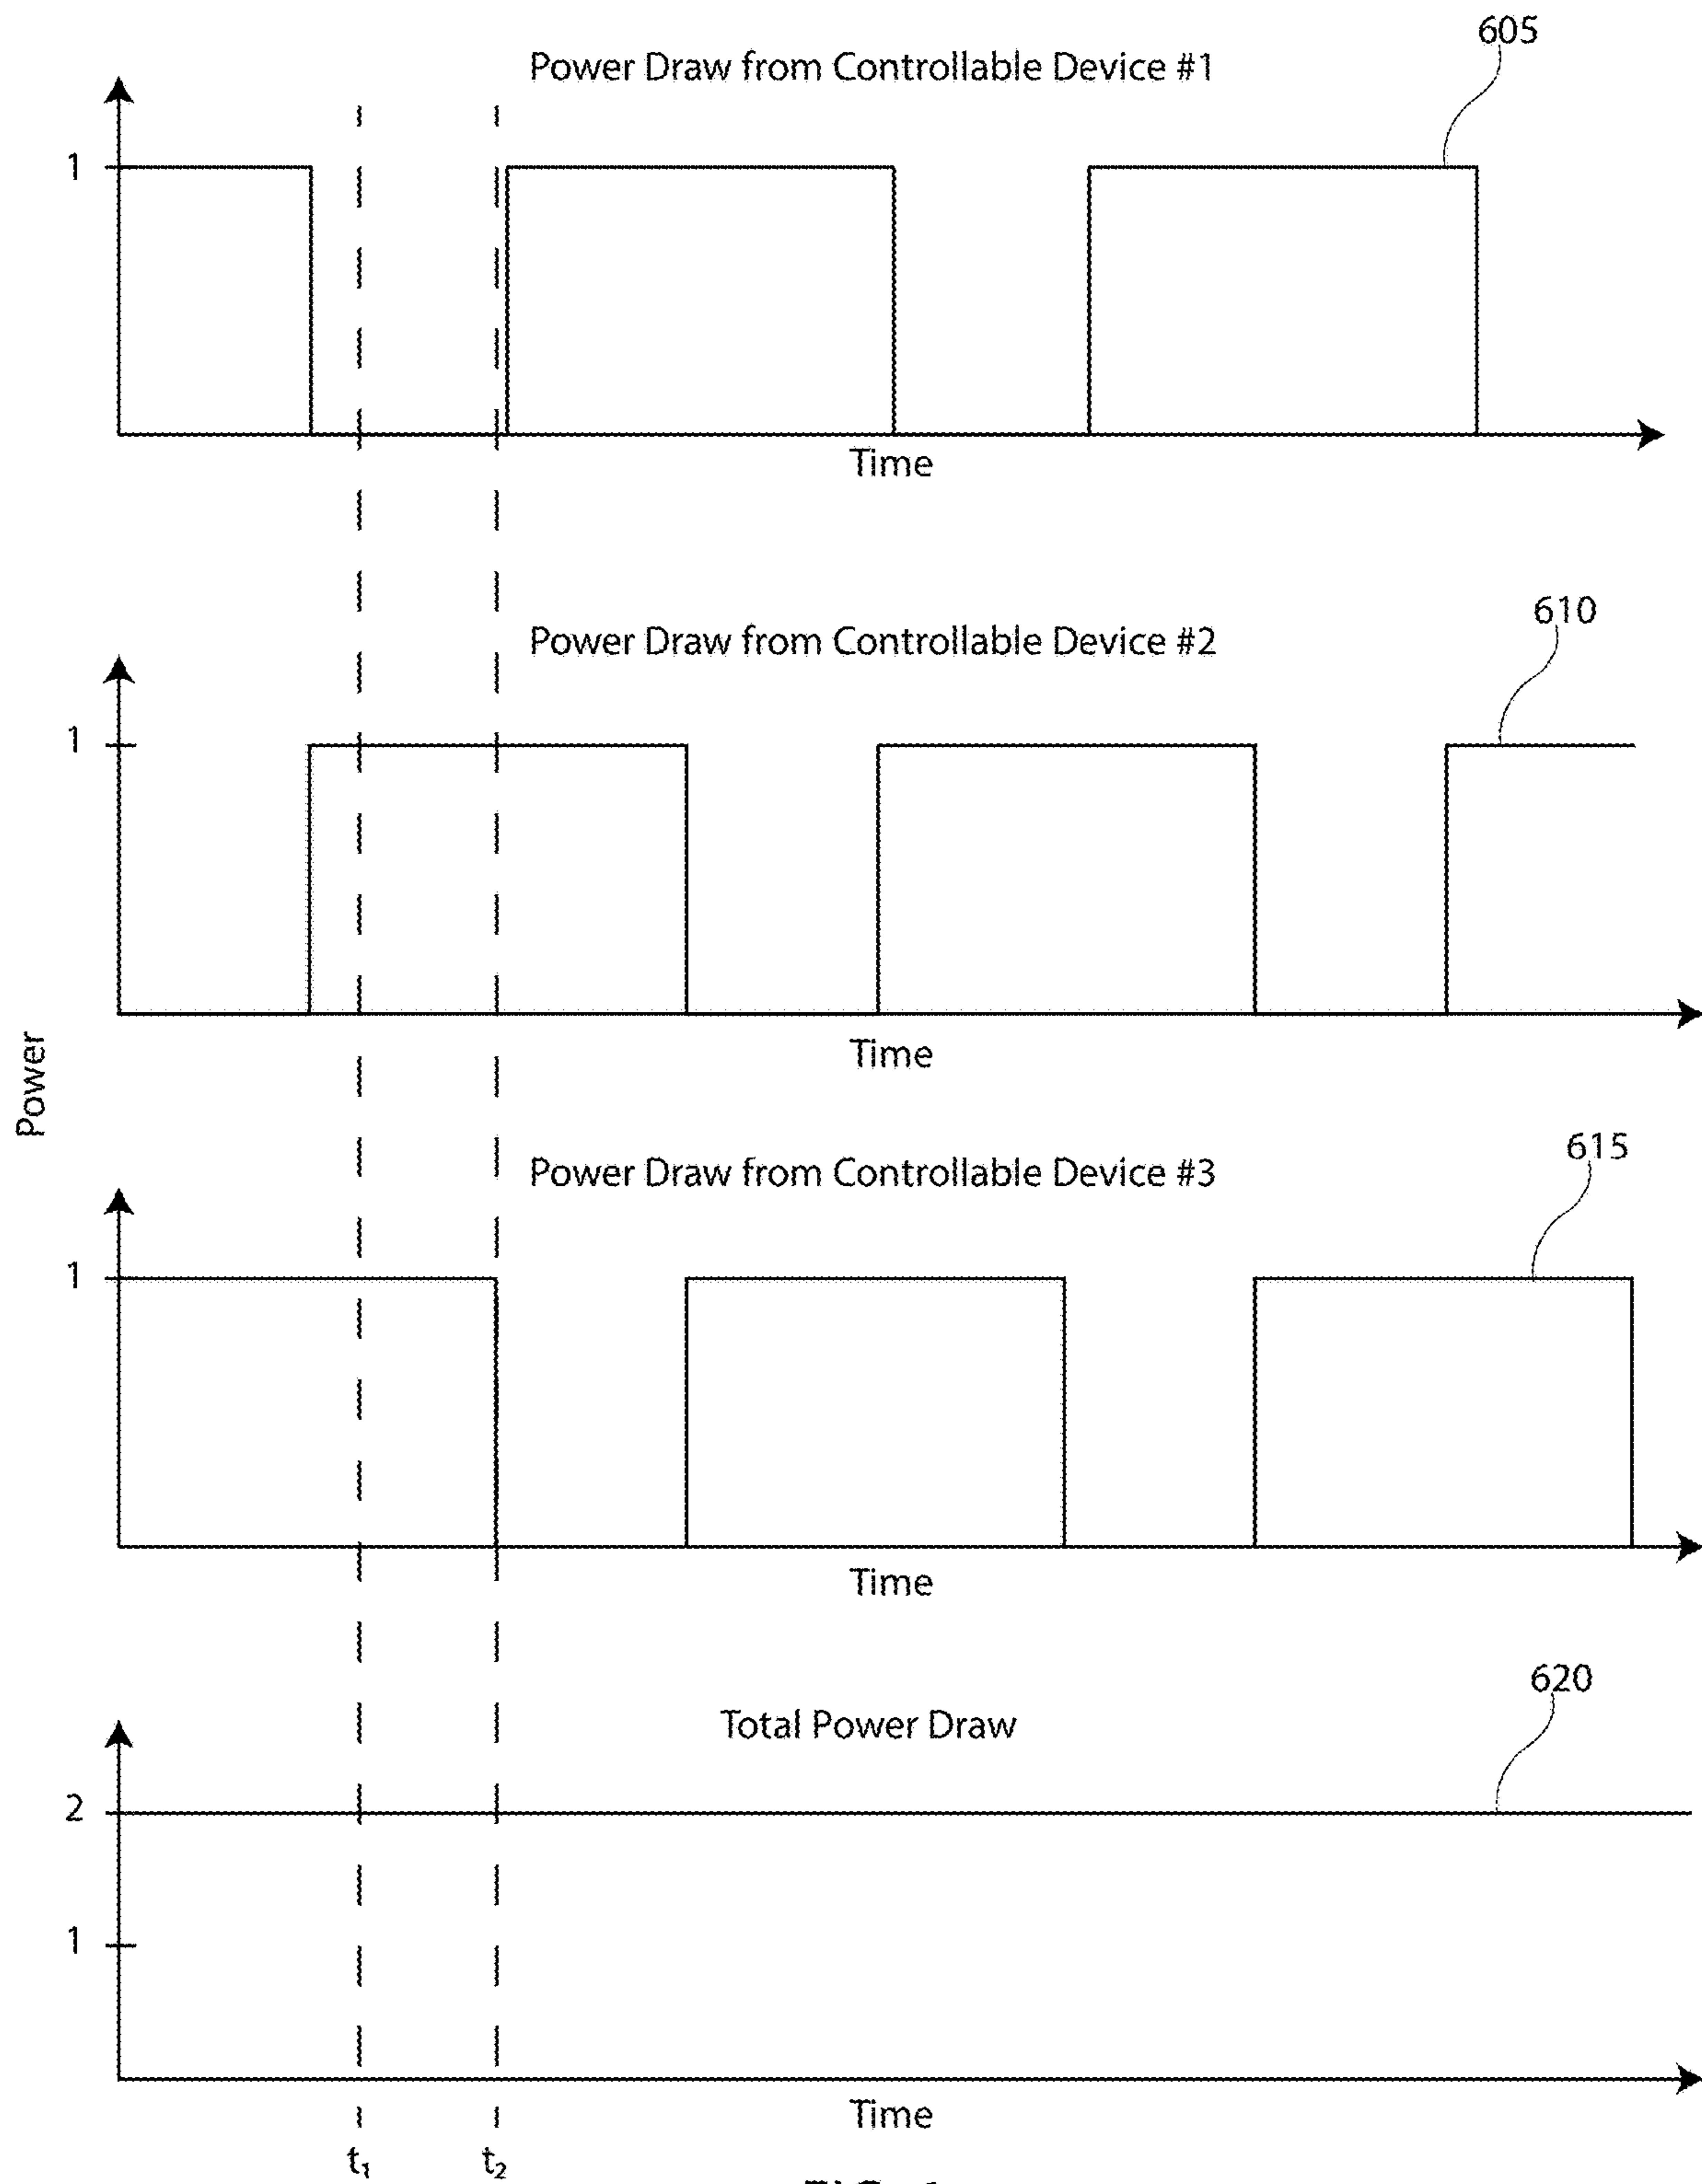 605
Power Draw from Controllable Device #1
1
Time
610
Power Draw from Controllable Device #2
1
Time
Power
615
Power Draw from Controllable Device #3
1
Time
620
Total Power Draw
2
1
Time
t₁ t₂